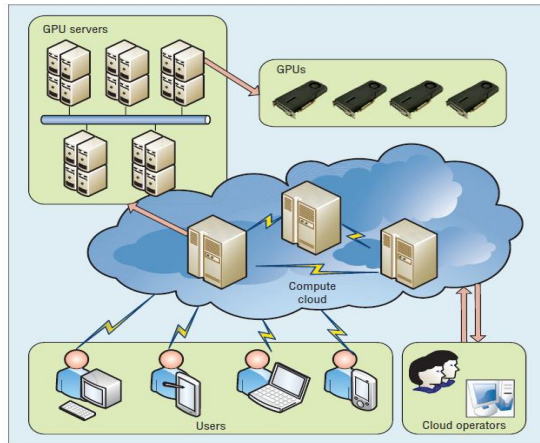 GPU servers
GPUs
Compute
cloud
Users
Cloud operators